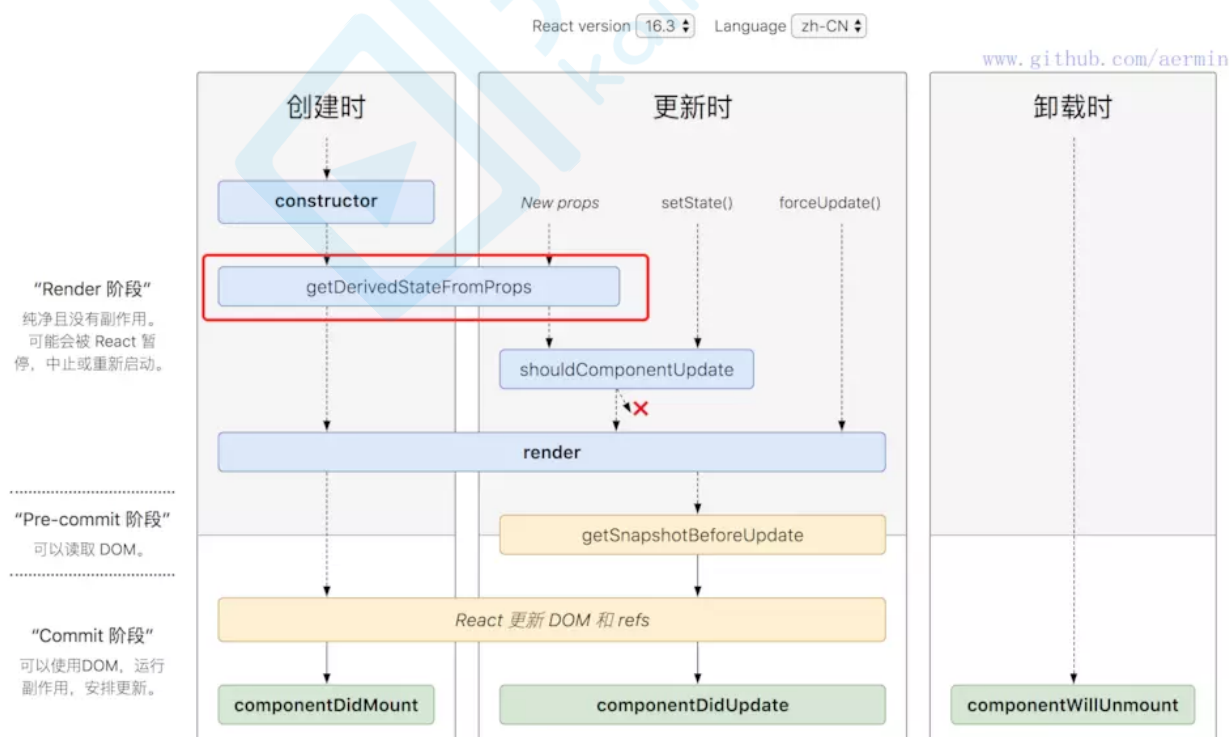 React version 16.3 Language zh-CN
www.github.com/aermin
创建时
更新时
卸载时
constructor
New props
setState()
forceUpdate()
getDerivedStateFromProps
“Render 阶段”
纯净且没有副作用。
可能会被 React 暂
停，中止或重新启动。
shouldComponentUpdate
render
“Pre-commit 阶段”
可以读取 DOM。
getSnapshotBeforeUpdate
React 更新 DOM 和 refs
“Commit 阶段”
可以使用DOM，运行
副作用，安排更新。
componentDidMount
componentDidUpdate
componentWillUnmount